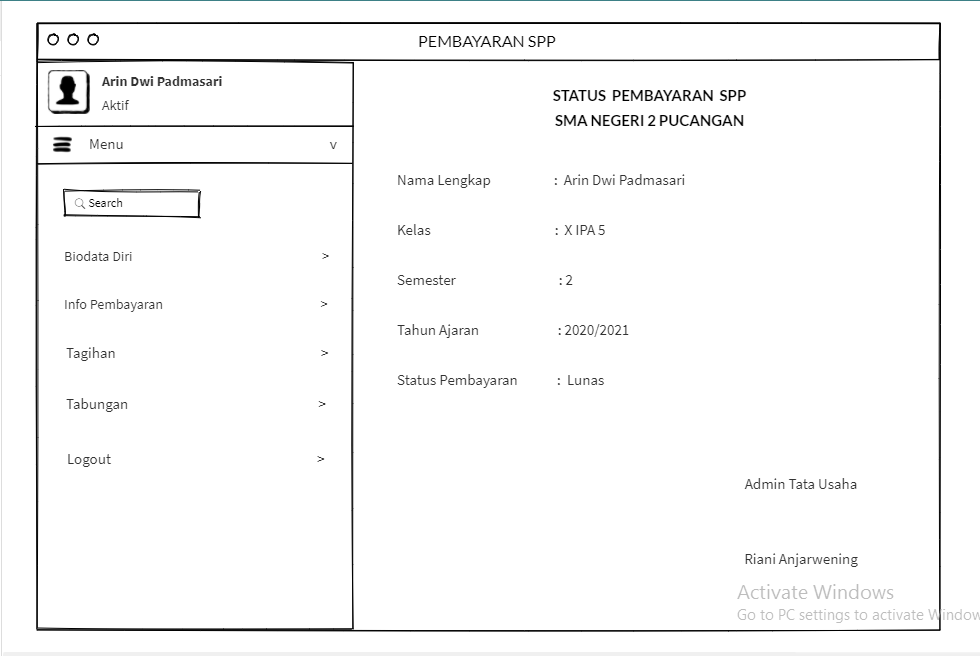 PEMBAYARAN SPP
Arin Dwi Padmasari
Aktif
Menu v
Search
Biodata Diri >
Info Pembayaran >
Tagihan >
Tabungan >
Logout >
STATUS PEMBAYARAN SPP
SMA NEGERI 2 PUCANGAN
Nama Lengkap : Arin Dwi Padmasari
Kelas : X IPA 5
Semester : 2
Tahun Ajaran : 2020/2021
Status Pembayaran : Lunas
Admin Tata Usaha
Riani Anjarwening
Activate Windows
Go to PC settings to activate Window